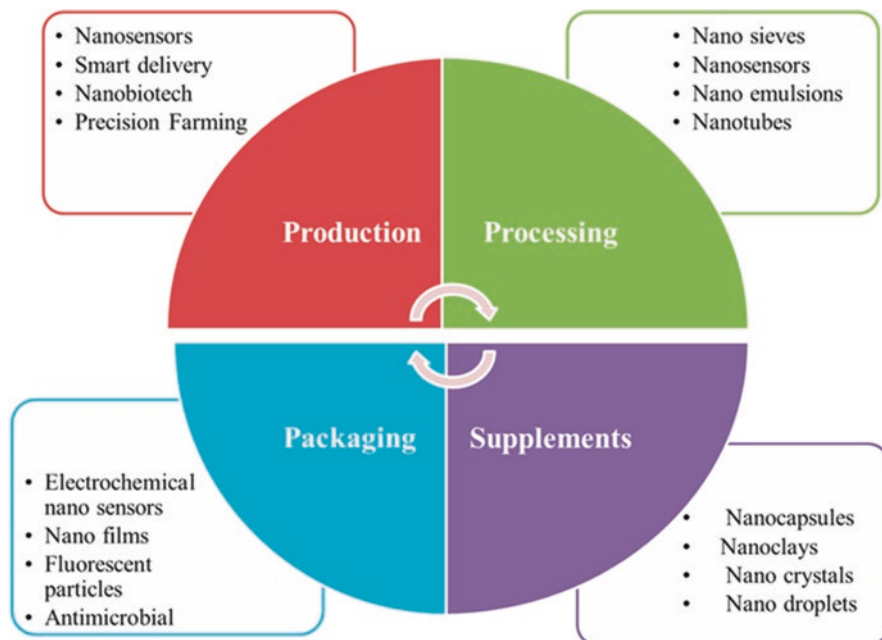 • Nanosensors
• Smart delivery
• Nanobiotech
• Precision Farming
• Nano sieves
• Nanosensors
• Nano emulsions
• Nanotubes
Production
Processing
Packaging
Supplements
• Electrochemical
nano sensors
• Nano films
• Fluorescent
particles
• Antimicrobial
• Nanocapsules
• Nanoclays
• Nano crystals
• Nano droplets